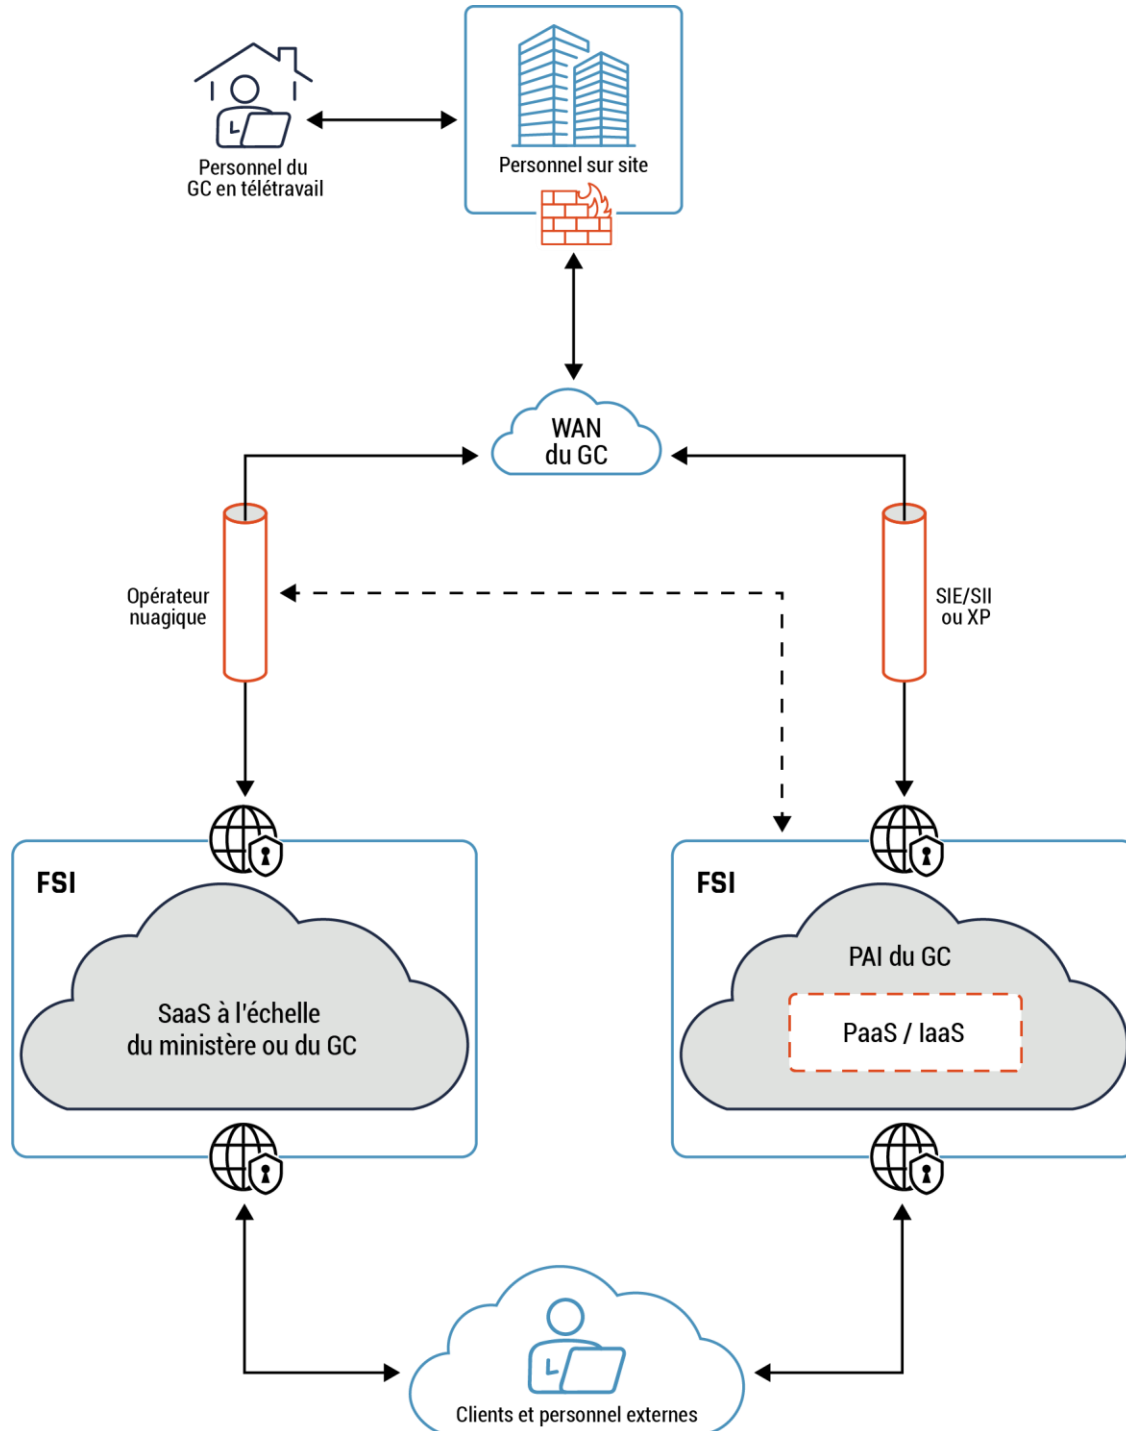 Personnel du
GC en télétravail
Personnel sur site
WAN
du GC
Opérateur
nuagique
SIE/SII
ou XP
FSI
SaaS à l'échelle
du ministère ou du GC
FSI
PAI du GC
PaaS / IaaS
Clients et personnel externes